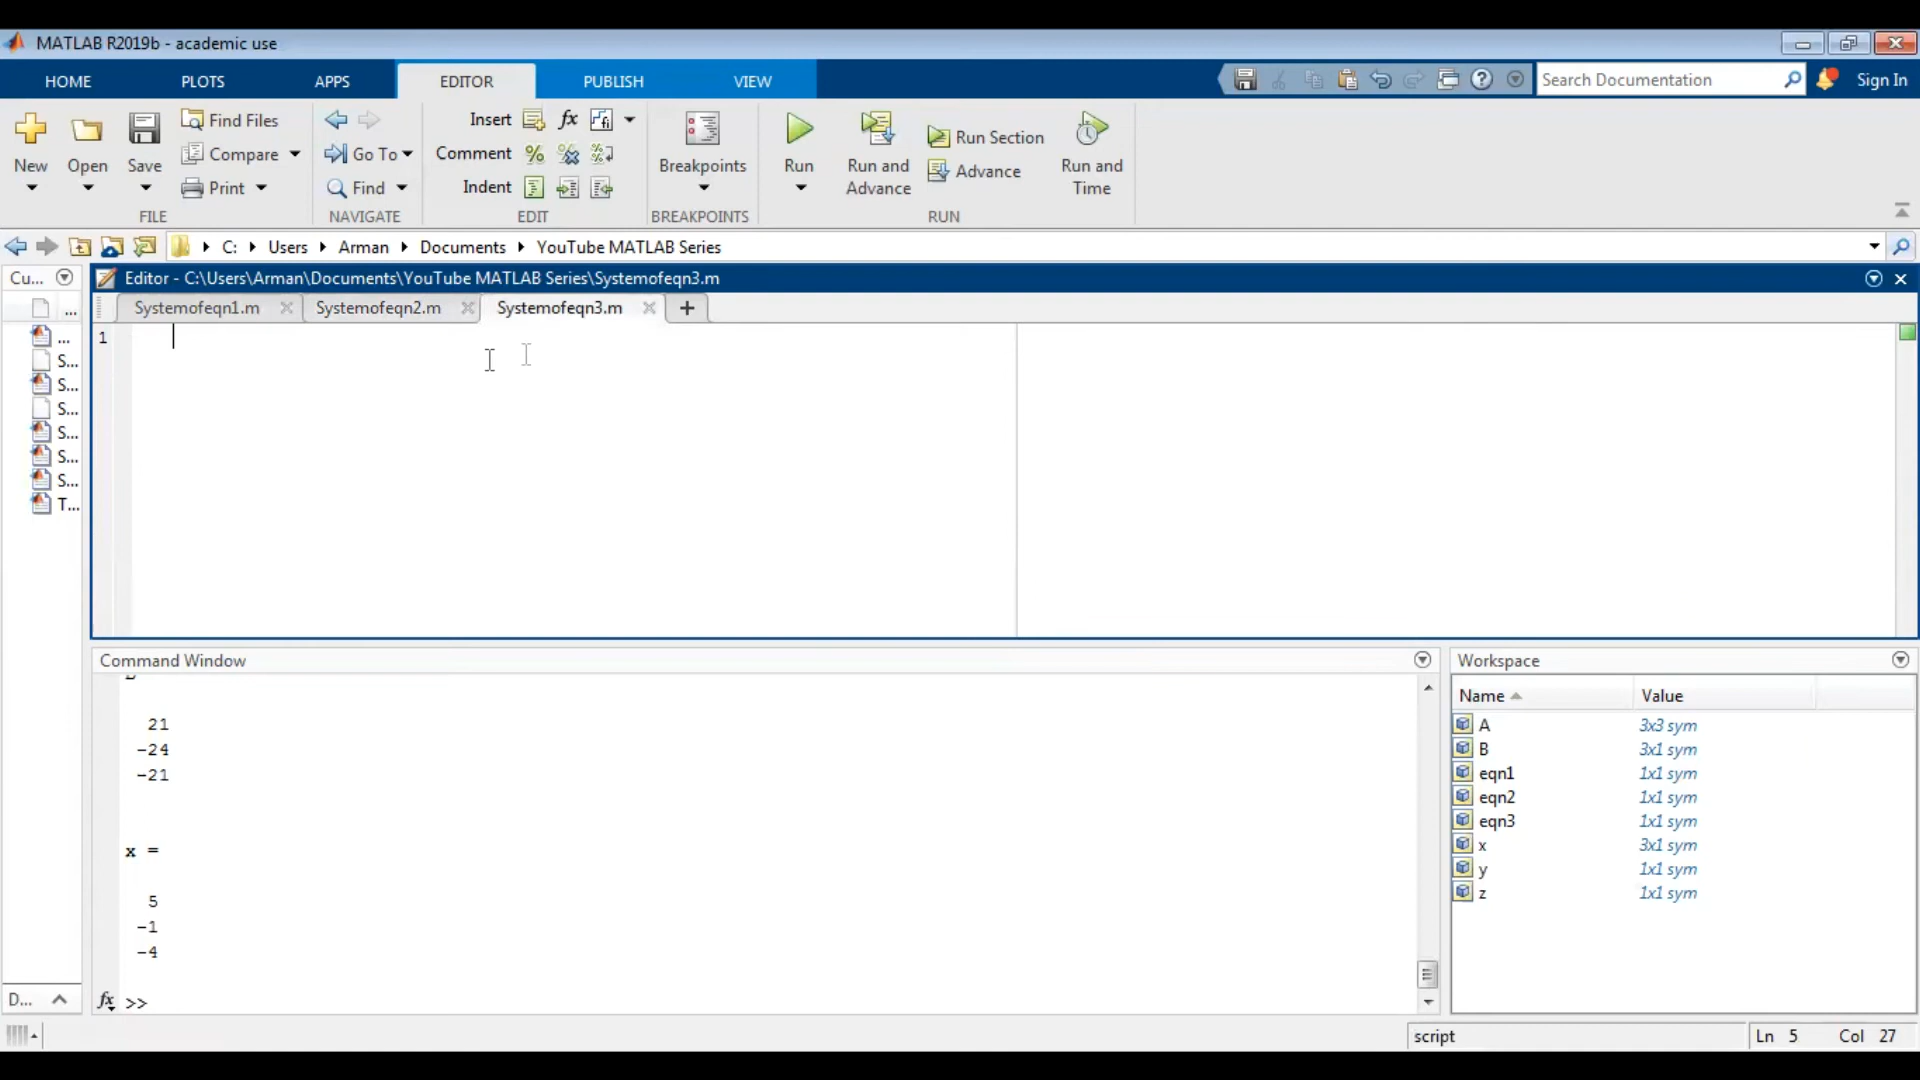 MATLAB R2019b - academic use
HOME PLOTS APPS EDITOR PUBLISH VIEW Search Documentation Sign In
Find Files Insert fx
Compare Go To Comment Run Section
New Open Save Breakpoints Run Run and Advance Advance Run and Time
Print Find Indent
FILE NAVIGATE EDIT BREAKPOINTS RUN
C: Users Arman Documents YouTube MATLAB Series
Cu... Editor - C:\Users\Arman\Documents\YouTube MATLAB Series\Systemofeqn3.m
Systemofeqn1.m Systemofeqn2.m Systemofeqn3.m +
...
1
...
S...
S...
S...
S...
S...
S...
T...
Command Window
21
-24
-21
x =
5
-1
-4
fx >>
Workspace
Name Value
A 3x3 sym
B 3x1 sym
eqn1 1x1 sym
eqn2 1x1 sym
eqn3 1x1 sym
x 3x1 sym
y 1x1 sym
z 1x1 sym
D...
script Ln 5 Col 27